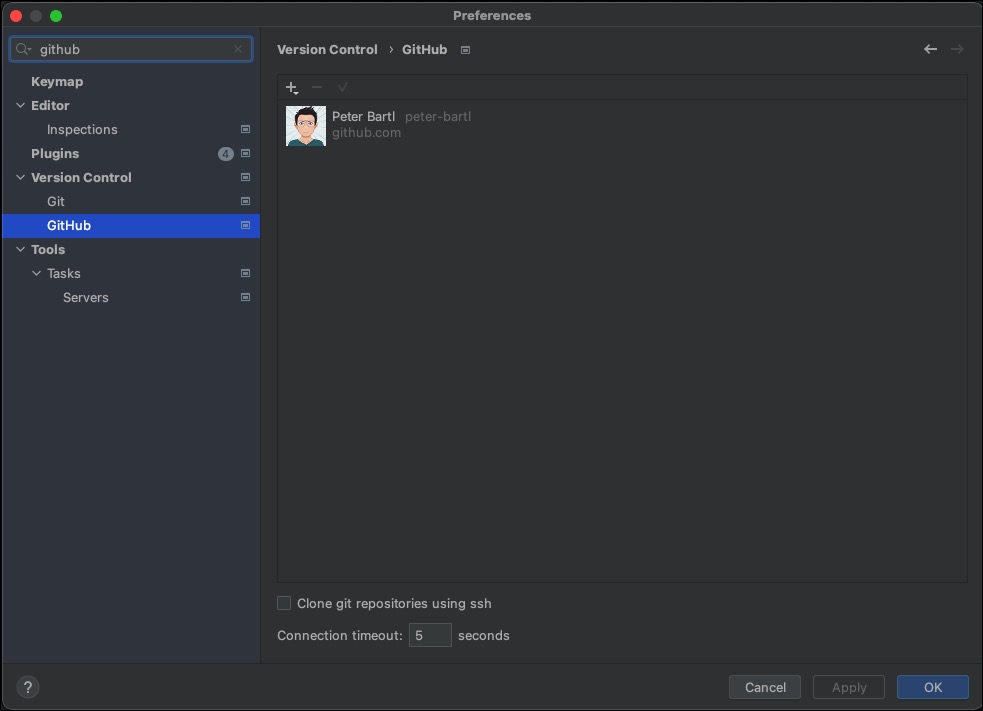 Preferences
github
Keymap
Editor
Inspections
Plugins 4
Version Control
Git
GitHub
Tools
Tasks
Servers
Version Control › GitHub
Peter Bartl peter-bartl
github.com
Clone git repositories using ssh
Connection timeout: 5 seconds
?
Cancel
Apply
OK